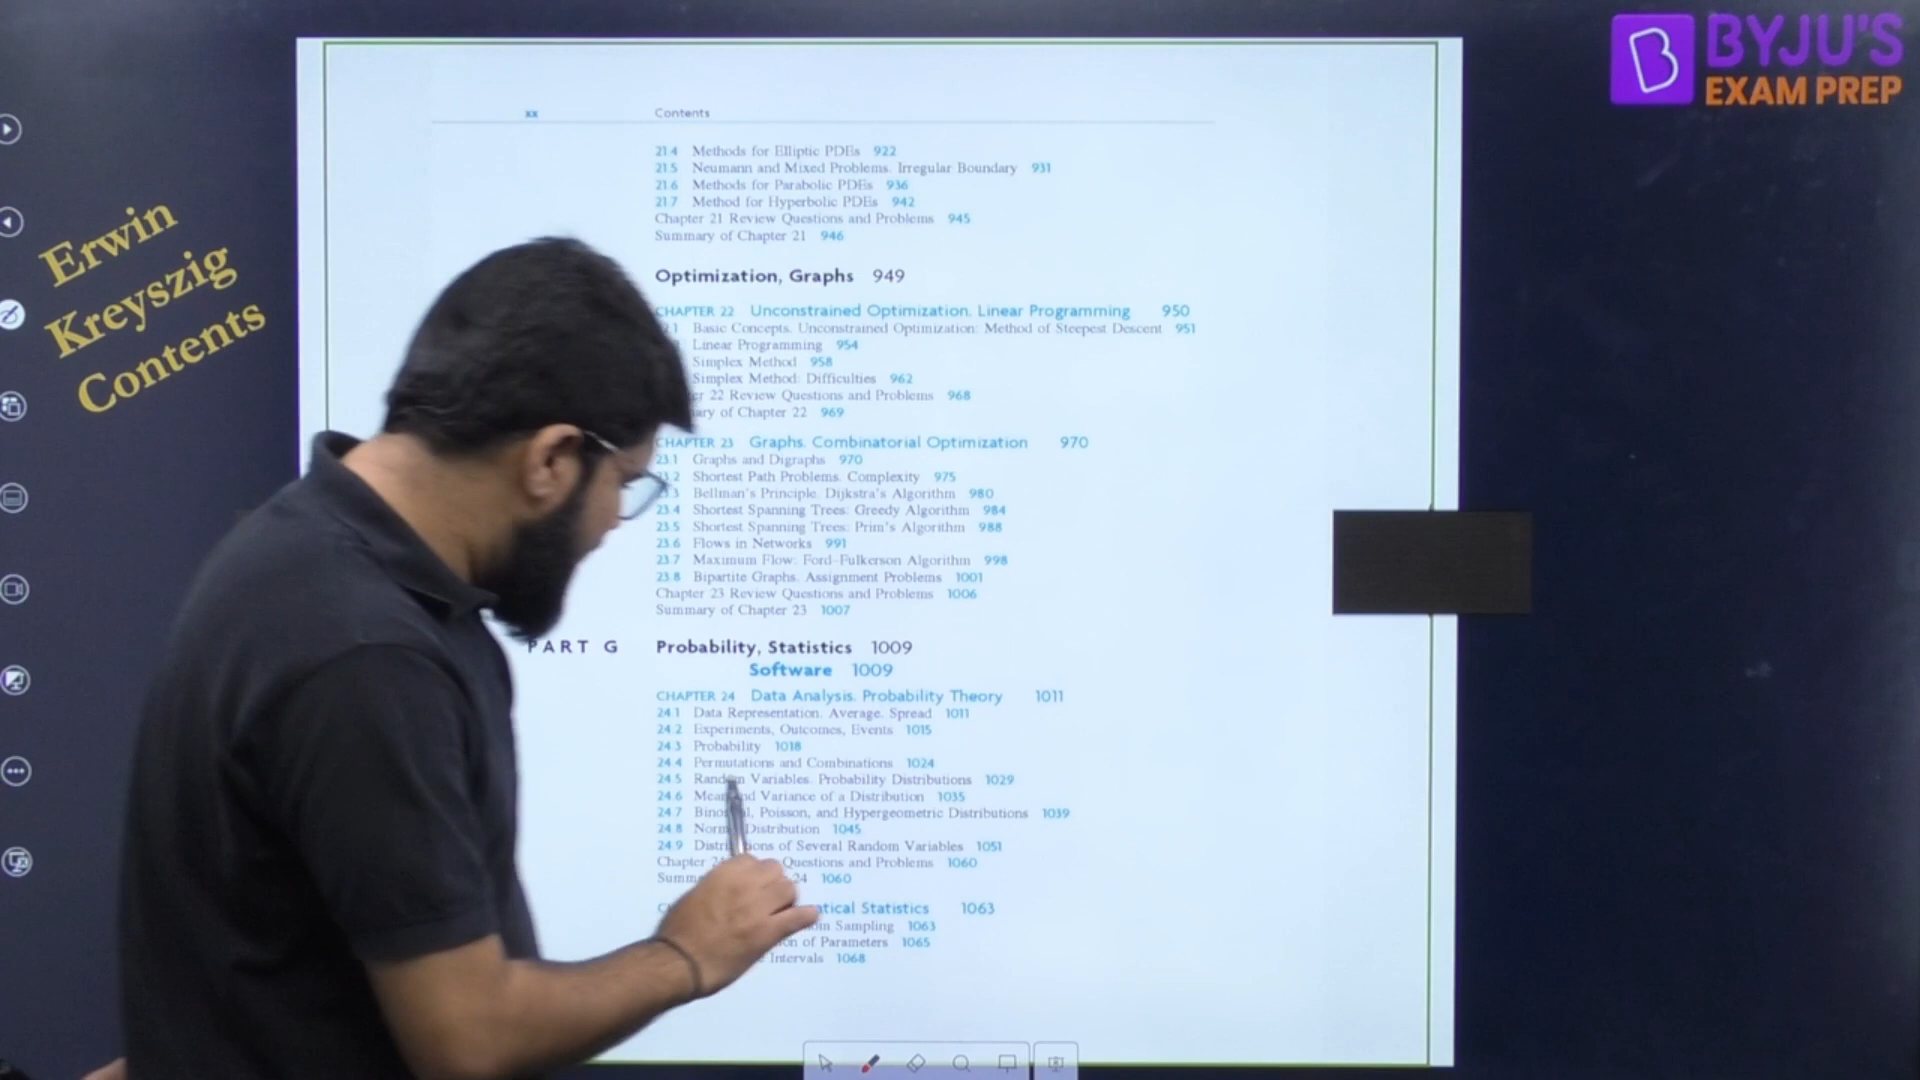 BYJU'S
EXAM PREP
Erwin
Kreyszig
Contents
xx Contents
21.4 Methods for Elliptic PDEs 922
21.5 Neumann and Mixed Problems. Irregular Boundary 931
21.6 Methods for Parabolic PDEs 936
21.7 Method for Hyperbolic PDEs 942
Chapter 21 Review Questions and Problems 945
Summary of Chapter 21 946
Optimization, Graphs 949
CHAPTER 22 Unconstrained Optimization. Linear Programming 950
Basic Concepts. Unconstrained Optimization: Method of Steepest Descent 951
Linear Programming 954
Simplex Method 958
Simplex Method: Difficulties 962
22 Review Questions and Problems 968
of Chapter 22 969
CHAPTER 23 Graphs. Combinatorial Optimization 970
23.1 Graphs and Digraphs 970
Shortest Path Problems. Complexity 975
Bellman's Principle. Dijkstra's Algorithm 980
23.4 Shortest Spanning Trees: Greedy Algorithm 984
23.5 Shortest Spanning Trees: Prim's Algorithm 988
23.6 Flows in Networks 991
23.7 Maximum Flow: Ford–Fulkerson Algorithm 998
23.8 Bipartite Graphs. Assignment Problems 1001
Chapter 23 Review Questions and Problems 1006
Summary of Chapter 23 1007
PART G Probability, Statistics 1009
Software 1009
CHAPTER 24 Data Analysis. Probability Theory 1011
24.1 Data Representation. Average. Spread 1011
24.2 Experiments, Outcomes, Events 1015
24.3 Probability 1018
24.4 Permutations and Combinations 1024
24.5 Random Variables. Probability Distributions 1029
24.6 Mean and Variance of a Distribution 1035
24.7 Binomial, Poisson, and Hypergeometric Distributions 1039
24.8 Normal Distribution 1045
24.9 Distributions of Several Random Variables 1051
Chapter Questions and Problems 1060
24 1060
Statistics 1063
Sampling 1063
of Parameters 1065
Intervals 1068